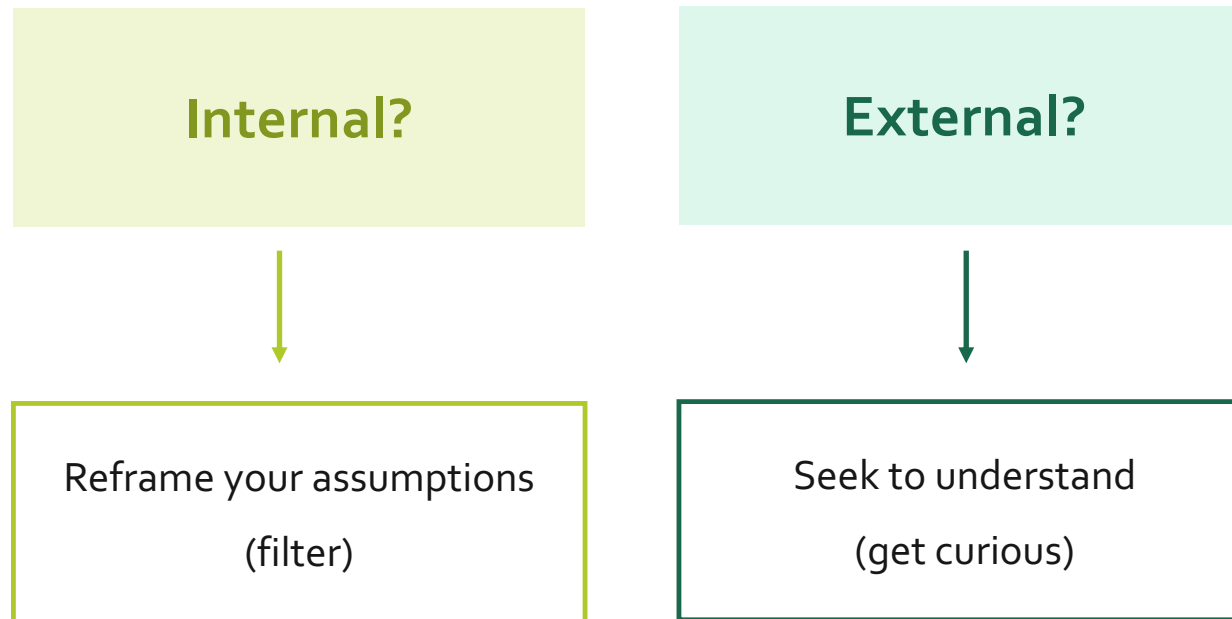 Internal?
External?
Reframe your assumptions
(filter)
Seek to understand
(get curious)